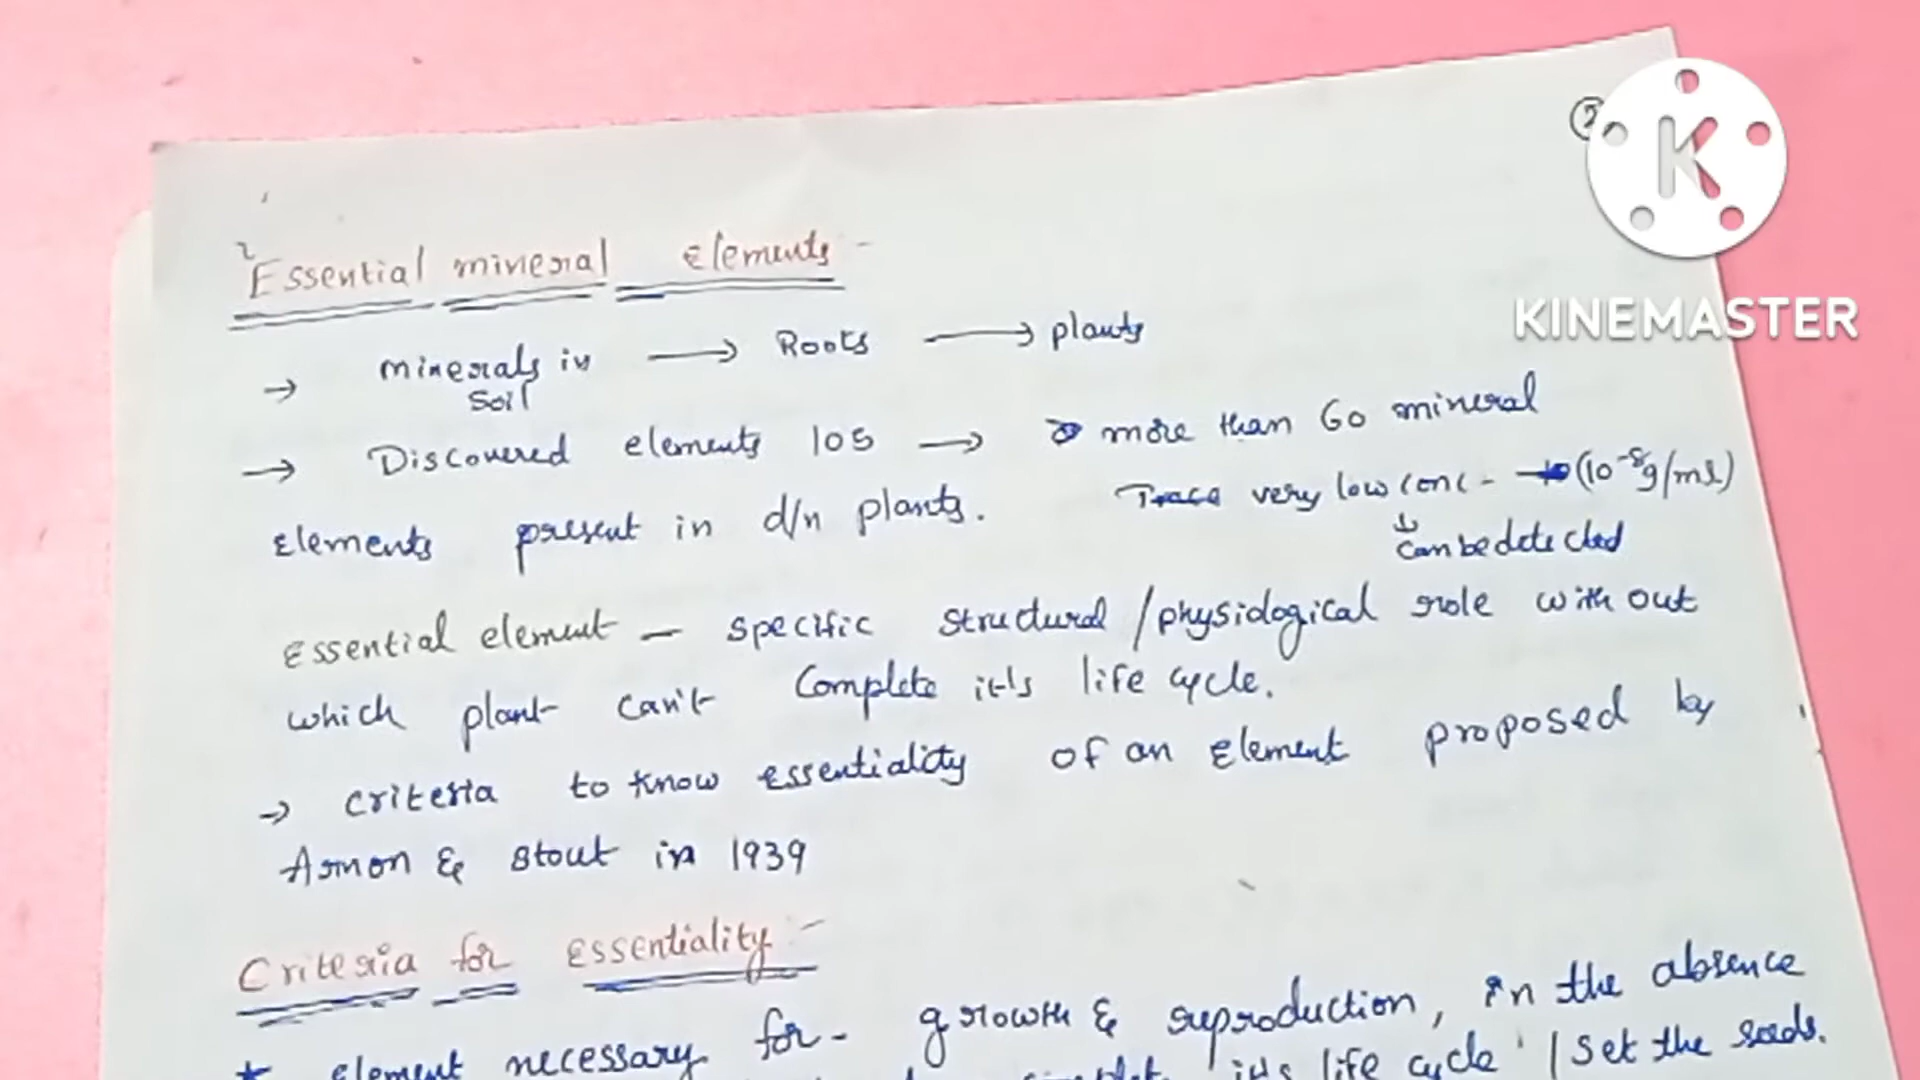 ②
Essential mineral elements -
→ minerals in soil → Roots → plants
→ Discovered elements 105 → more than 60 mineral
elements present in d/n plants. Trace very low conc - → (10⁻⁸g/ml)
↓
can be detected
Essential element - specific structural / physiological role with out
which plant can't complete it's life cycle.
→ criteria to know essentiality of an element proposed by
Arnon & stout in 1939
Criteria for essentiality -
* element necessary for - growth & reproduction, in the absence
it's life cycle / set the seeds.
KINEMASTER